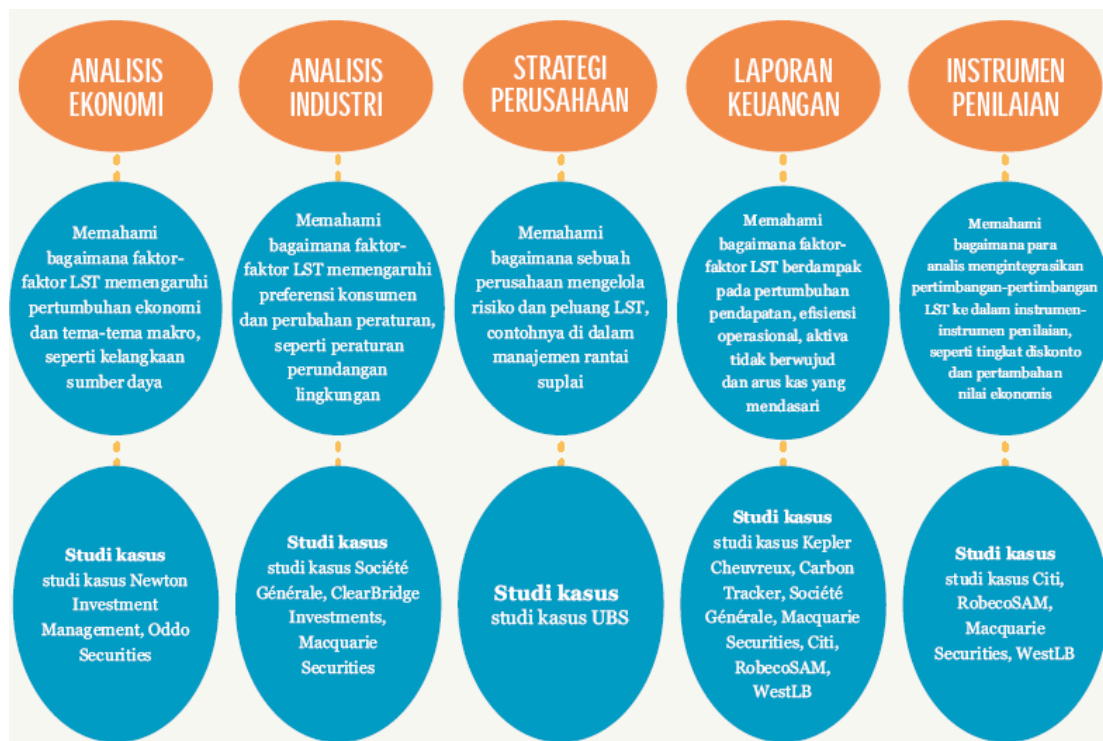 ANALISIS
EKONOMI
ANALISIS
INDUSTRI
STRATEGI
PERUSAHAAN
LAPORAN
KEUANGAN
INSTRUMEN
PENILAIAN
Memahami
bagaimana faktor-
faktor LST memengaruhi
pertumbuhan ekonomi
dan tema-tema makro,
seperti kelangkaan
sumber daya
Memahami
bagaimana faktor-
faktor LST memengaruhi
preferensi konsumen
dan perubahan peraturan,
seperti peraturan
perundangan
lingkungan
Memahami
bagaimana sebuah
perusahaan mengelola
risiko dan peluang LST,
contohnya di dalam
manajemen rantai
suplai
Memahami
bagaimana faktor-
faktor LST berdampak
pada pertumbuhan
pendapatan, efisiensi
operasional, aktiva
tidak berwujud
dan arus kas yang
mendasari
Memahami
bagaimana para
analis mengintegrasikan
pertimbangan-pertimbangan
LST ke dalam instrumen-
instrumen penilaian,
seperti tingkat diskonto
dan pertambahan
nilai ekonomis
Studi kasus
studi kasus Newton
Investment
Management, Oddo
Securities
Studi kasus
studi kasus Société
Générale, ClearBridge
Investments,
Macquarie
Securities
Studi kasus
studi kasus UBS
Studi kasus
studi kasus Kepler
Cheuvreux, Carbon
Tracker, Société
Générale, Macquarie
Securities, Citi,
RobecoSAM,
WestLB
Studi kasus
studi kasus Citi,
RobecoSAM,
Macquarie
Securities, WestLB